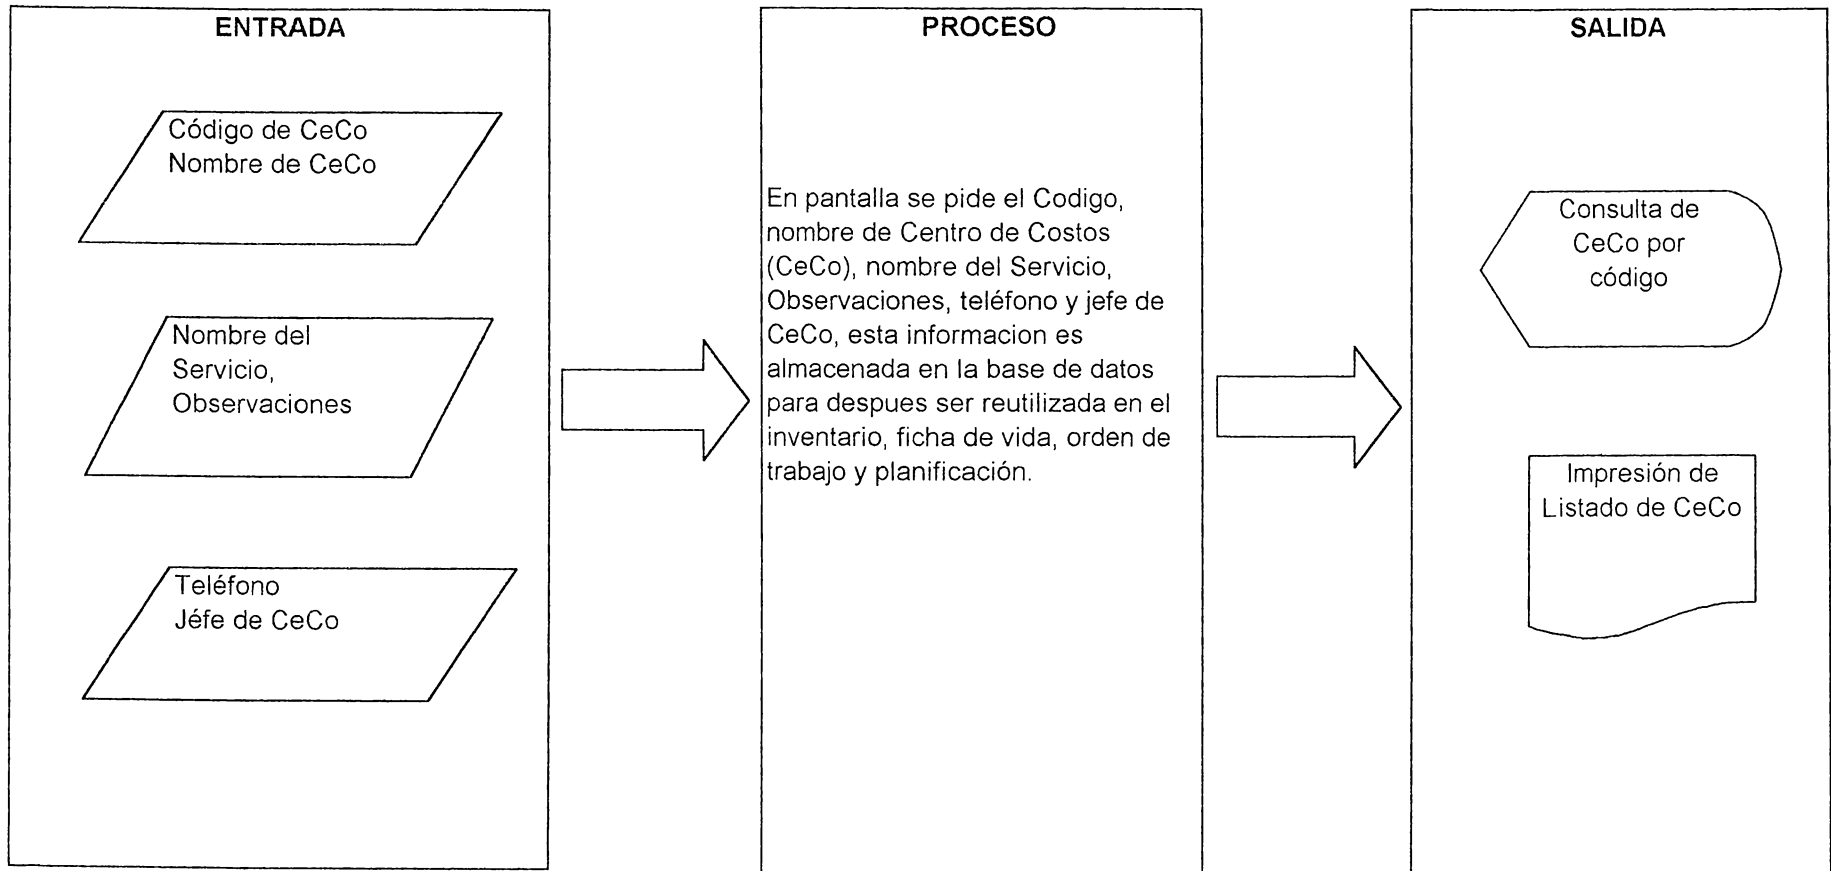 ENTRADA
Código de CeCo
Nombre de CeCo
Nombre del
Servicio,
Observaciones
Teléfono
Jéfe de CeCo
PROCESO
En pantalla se pide el Codigo,
nombre de Centro de Costos
(CeCo), nombre del Servicio,
Observaciones, teléfono y jefe de
CeCo, esta informacion es
almacenada en la base de datos
para despues ser reutilizada en el
inventario, ficha de vida, orden de
trabajo y planificación.
SALIDA
Consulta de
CeCo por
código
Impresión de
Listado de CeCo